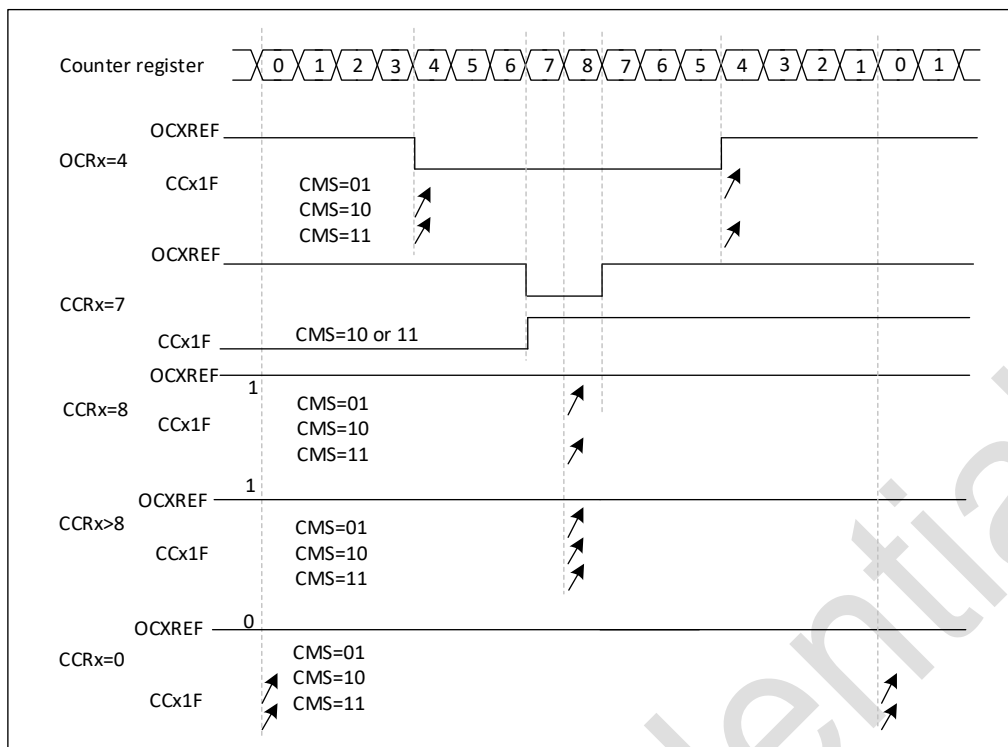 Counter register 0 1 2 3 4 5 6 7 8 7 6 5 4 3 2 1 0 1
OCXREF
OCRx=4
CCx1F
CMS=01
CMS=10
CMS=11
OCXREF
CCRx=7
CCx1F
CMS=10 or 11
OCXREF
1
CCRx=8
CCx1F
CMS=01
CMS=10
CMS=11
OCXREF
1
CCRx>8
CCx1F
CMS=01
CMS=10
CMS=11
OCXREF
0
CCRx=0
CCx1F
CMS=01
CMS=10
CMS=11
dential